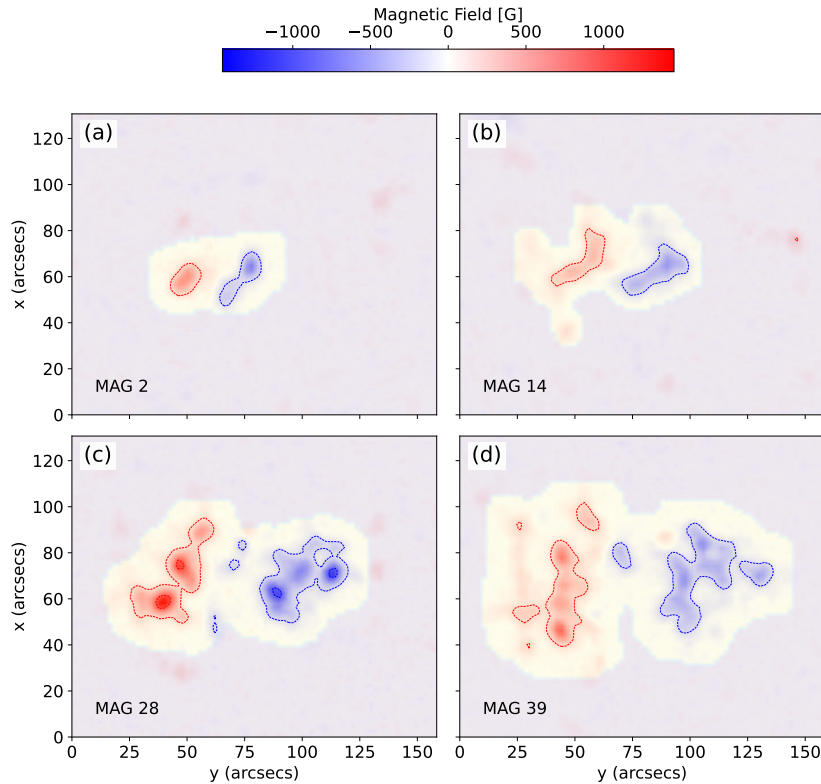 Magnetic Field [G]
−1000 −500 0 500 1000
(a) (b)
130
120
100
80
60
40
20
0
x (arcsecs)
MAG 2 MAG 14
(c) (d)
120
100
80
60
40
20
0
x (arcsecs)
MAG 28 MAG 39
0 25 50 75 100 125 150 0 25 50 75 100 125 150
y (arcsecs) y (arcsecs)